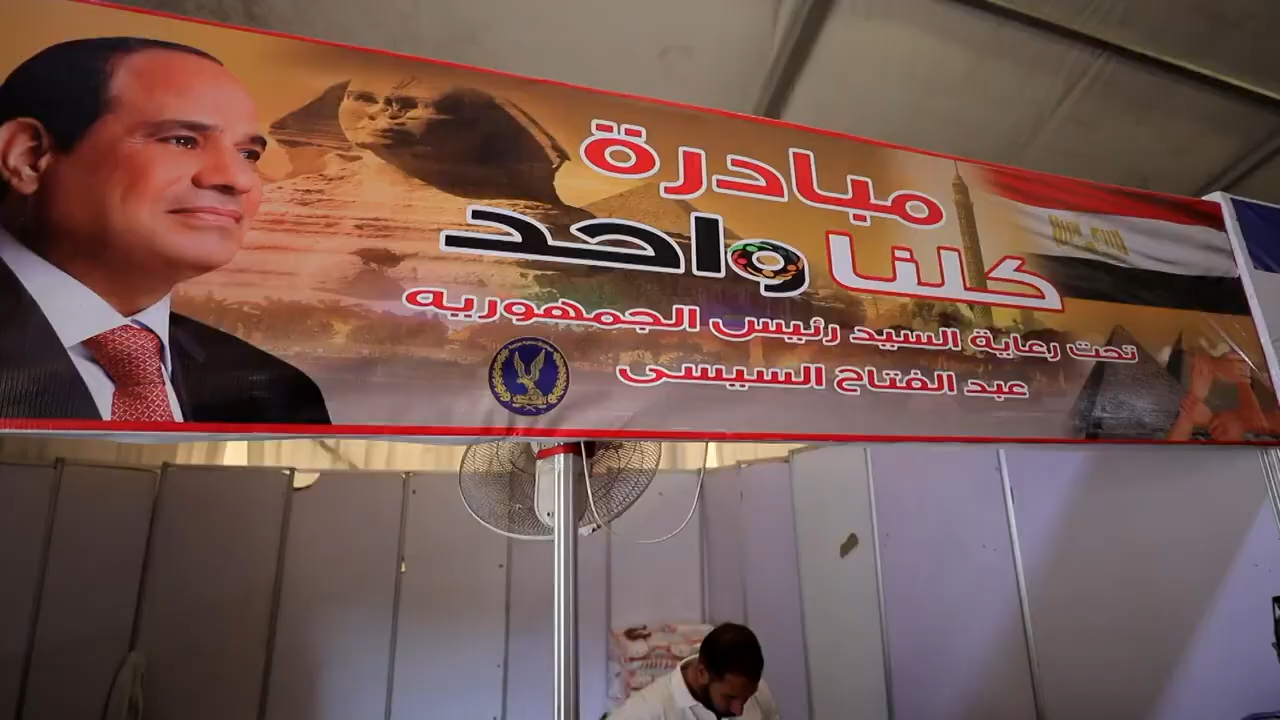 مبادرة
كلنا واحد
تحت رعاية السيد رئيس الجمهوريه
عبد الفتاح السيسى